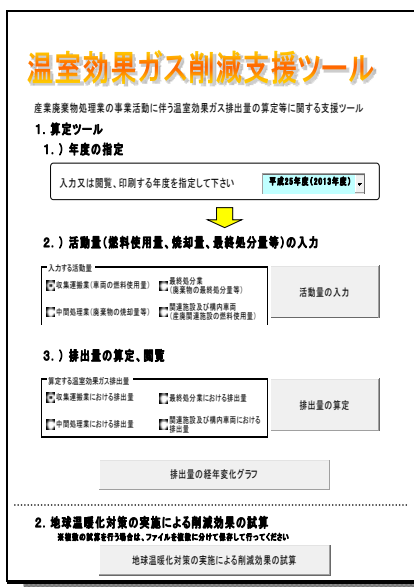 温室効果ガス削減支援ツール
産業廃棄物処理業の事業活動に伴う温室効果ガス排出量の算定等に関する支援ツール
1. 算定ツール
1. ) 年度の指定
入力又は閲覧、印刷する年度を指定して下さい
平成25年度(2013年度)
2. ) 活動量(燃料使用量、焼却量、最終処分量等)の入力
入力する活動量
収集運搬業(車両の燃料使用量)
最終処分業
(廃棄物の最終処分量等)
中間処理業(廃棄物の焼却量等)
関連施設及び構内車両
(産廃関連施設の燃料使用量)
活動量の入力
3. ) 排出量の算定、閲覧
算定する温室効果ガス排出量
収集運搬業における排出量
最終処分業における排出量
中間処理業における排出量
関連施設及び構内車両における
排出量
排出量の算定
排出量の経年変化グラフ
2. 地球温暖化対策の実施による削減効果の試算
※複数の試算を行う場合は、ファイルを複数に分けて保存して行ってください
地球温暖化対策の実施による削減効果の試算